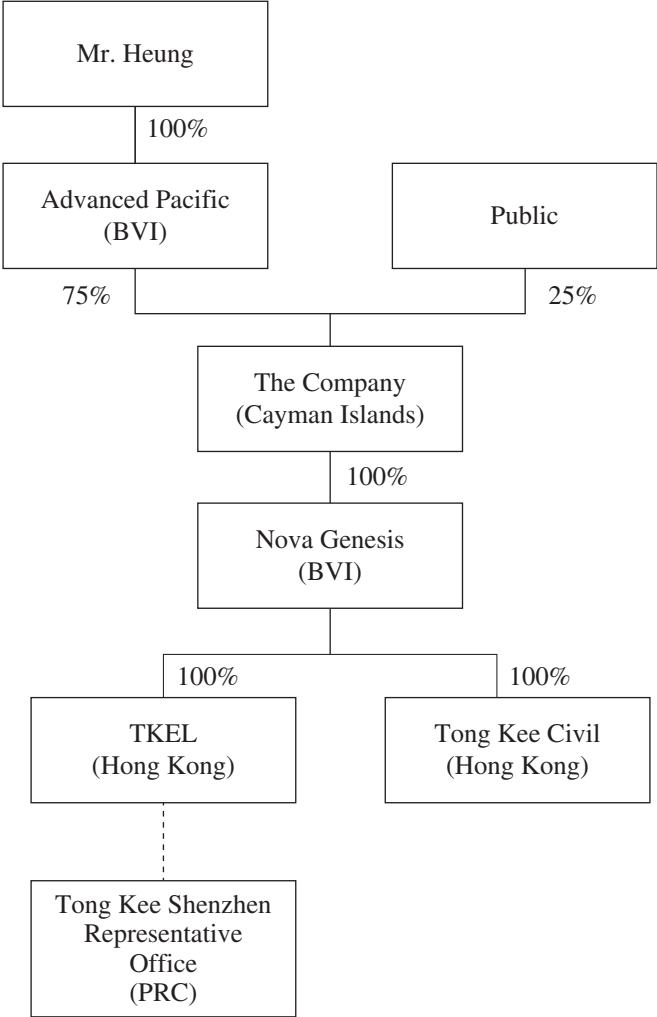 Mr. Heung
100%
Advanced Pacific
(BVI)
Public
75%
25%
The Company
(Cayman Islands)
100%
Nova Genesis
(BVI)
100%
100%
TKEL
(Hong Kong)
Tong Kee Civil
(Hong Kong)
Tong Kee Shenzhen
Representative
Office
(PRC)